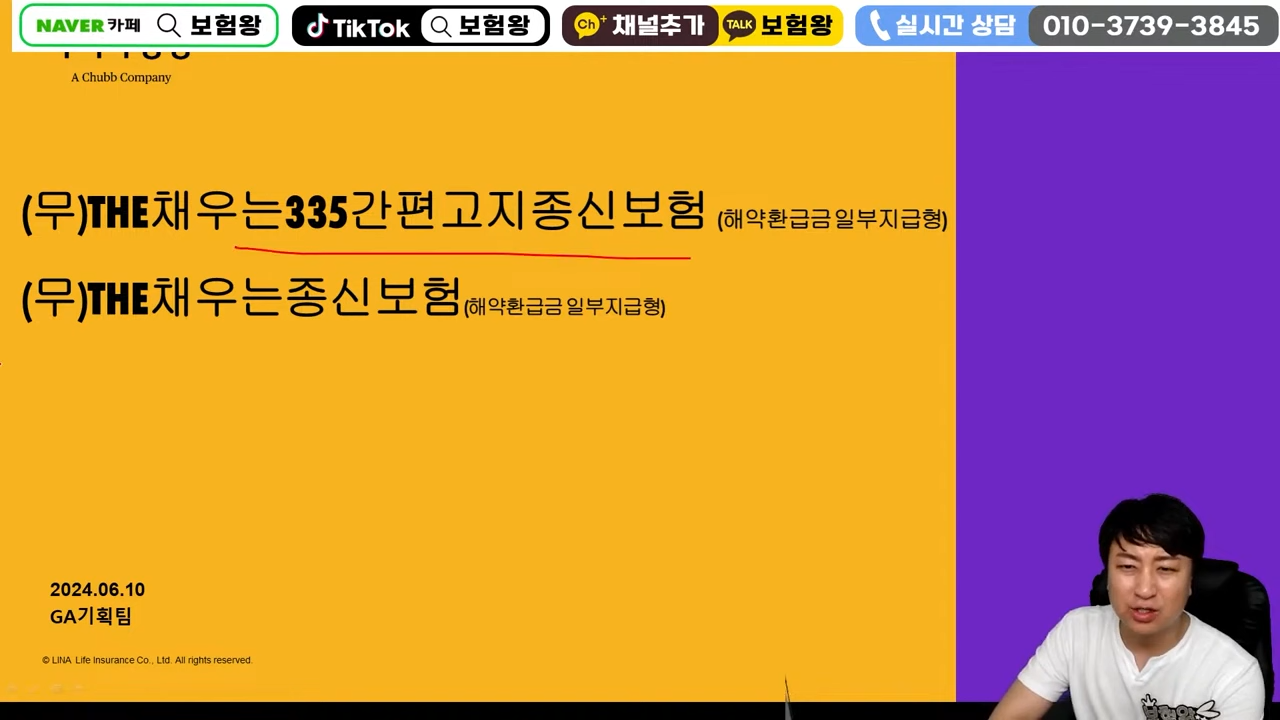 NAVER 카페 보험왕 TikTok 보험왕 Ch+ 채널추가 TALK 보험왕 실시간 상담 010-3739-3845
A Chubb Company
(무)THE채우는335간편고지종신보험 (해약환급금 일부지급형)
(무)THE채우는종신보험(해약환급금 일부지급형)
2024.06.10
GA기획팀
© LINA Life Insurance Co., Ltd. All rights reserved.